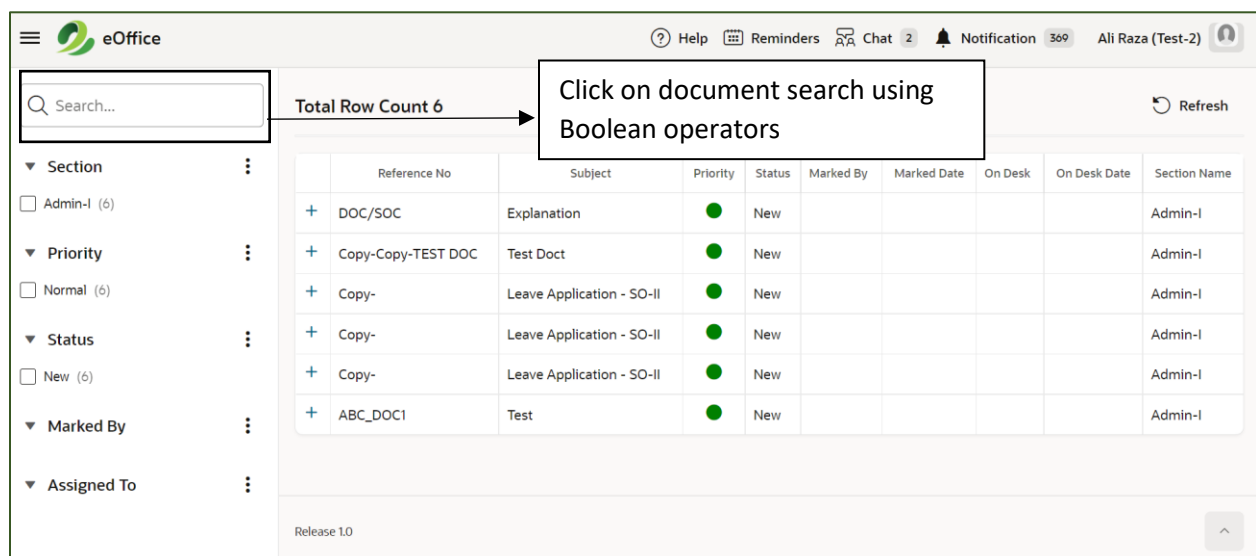 eOffice
Help
Reminders
Chat 2
Notification 369
Ali Raza (Test-2)
Search...
Total Row Count 6
Click on document search using
Boolean operators
Refresh
Section
Admin-I (6)
Priority
Normal (6)
Status
New (6)
Marked By
Assigned To
Reference No Subject Priority Status Marked By Marked Date On Desk On Desk Date Section Name
+ DOC/SOC Explanation New Admin-I
+ Copy-Copy-TEST DOC Test Doct New Admin-I
+ Copy- Leave Application - SO-II New Admin-I
+ Copy- Leave Application - SO-II New Admin-I
+ Copy- Leave Application - SO-II New Admin-I
+ ABC_DOC1 Test New Admin-I
Release 1.0